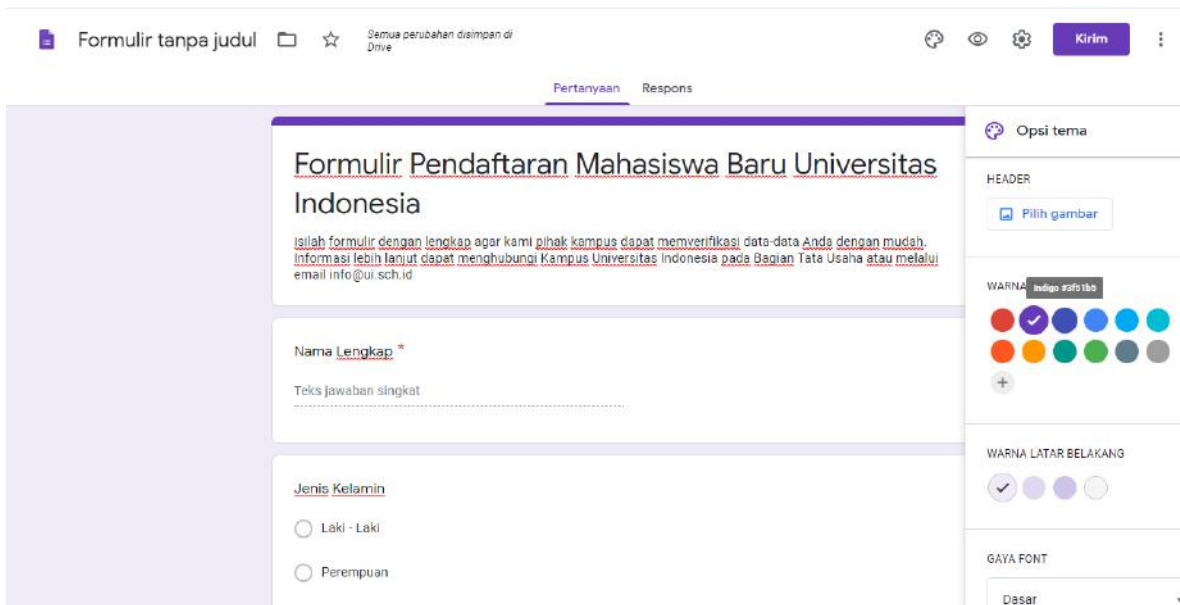 Formulir tanpa judul
Semua perubahan disimpan di
Drive
Kirim
Pertanyaan Respons
Opsi tema
Formulir Pendaftaran Mahasiswa Baru Universitas
Indonesia
Isilah formulir dengan lengkap agar kami pihak kampus dapat memverifikasi data-data Anda dengan mudah.
Informasi lebih lanjut dapat menghubungi Kampus Universitas Indonesia pada Bagian Tata Usaha atau melalui
email info@ui.sch.id
HEADER
Pilih gambar
WARNA
Indigo #3f51b5
Nama Lengkap *
Teks jawaban singkat
WARNA LATAR BELAKANG
Jenis Kelamin
Laki - Laki
Perempuan
GAYA FONT
Dasar